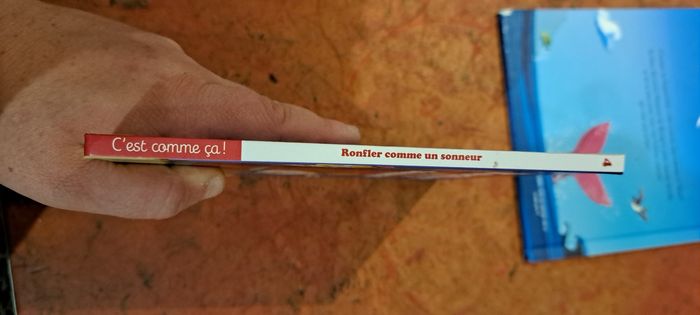 C'est comme ça!
Ronfler comme un sonneur
4